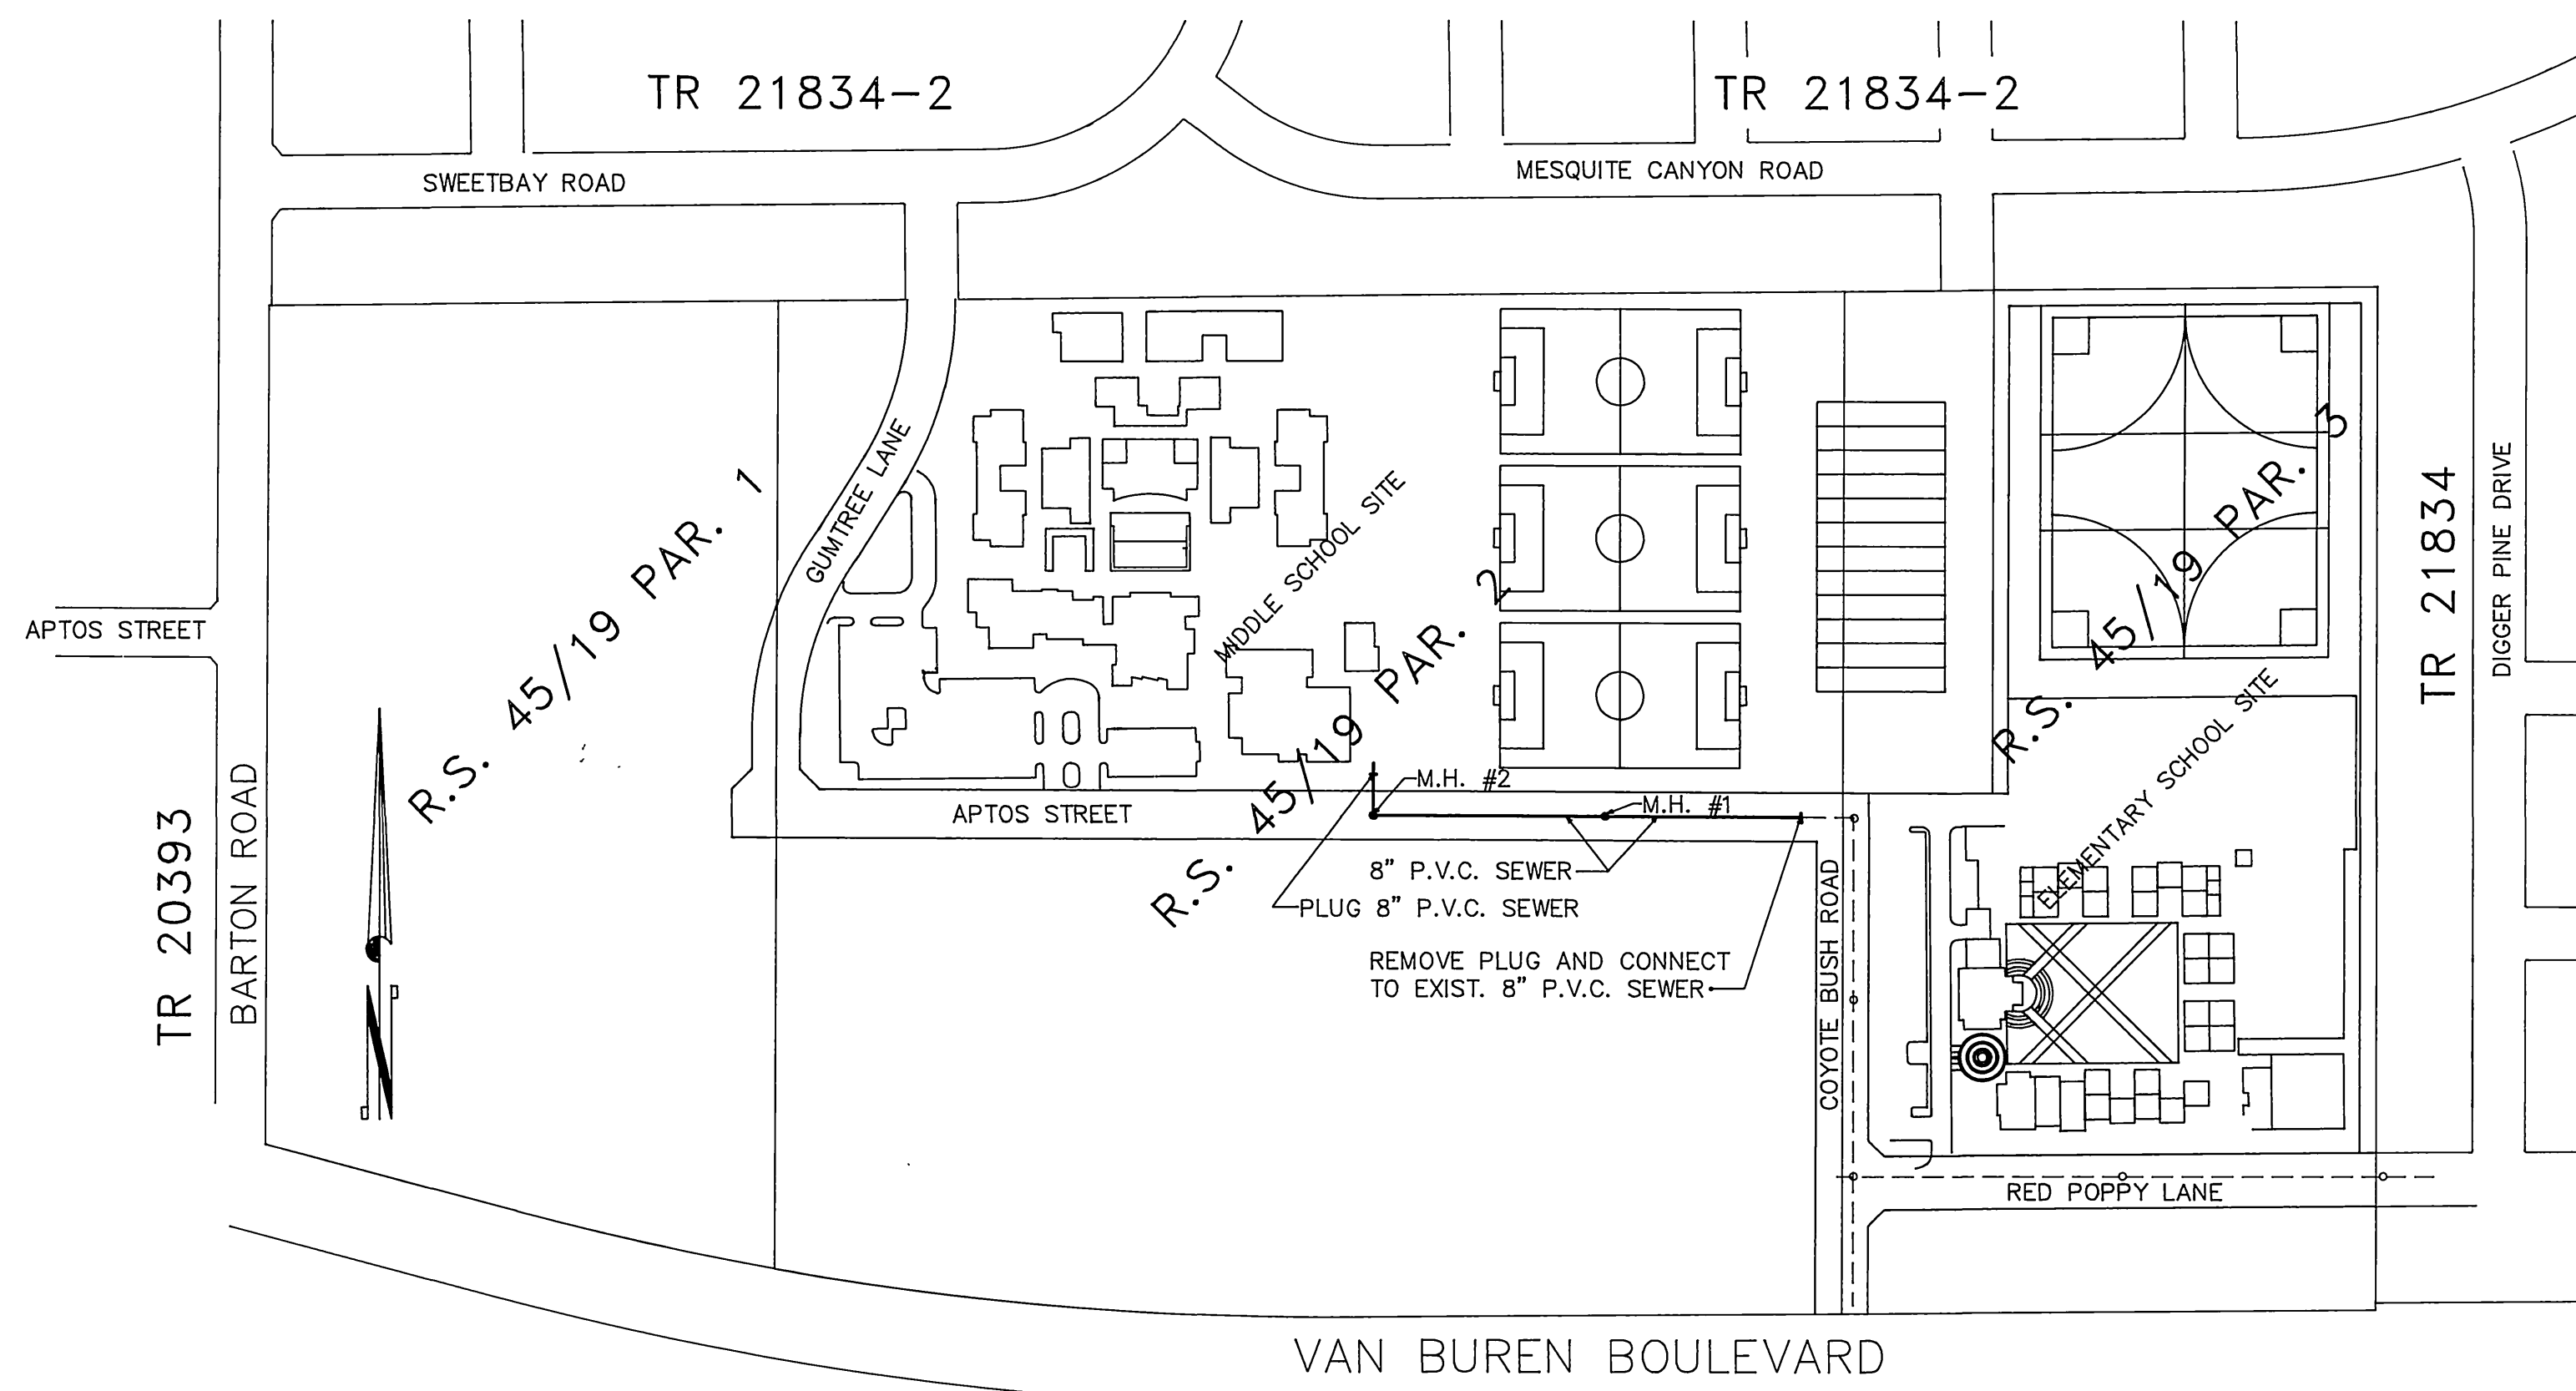 TR 21834-2
TR 21834-2
SWEETBAY ROAD
MESQUITE CANYON ROAD
GUMTREE LANE
MIDDLE SCHOOL SITE
R.S. 45/19 PAR. 1
R.S. 45/19 PAR. 2
R.S. 45/19 PAR. 3
ELEMENTARY SCHOOL SITE
TR 21834
DIGGER PINE DRIVE
APTOS STREET
TR 20393
BARTON ROAD
N
APTOS STREET
M.H. #2
M.H. #1
8" P.V.C. SEWER
PLUG 8" P.V.C. SEWER
REMOVE PLUG AND CONNECT
TO EXIST. 8" P.V.C. SEWER
COYOTE BUSH ROAD
RED POPPY LANE
VAN BUREN BOULEVARD